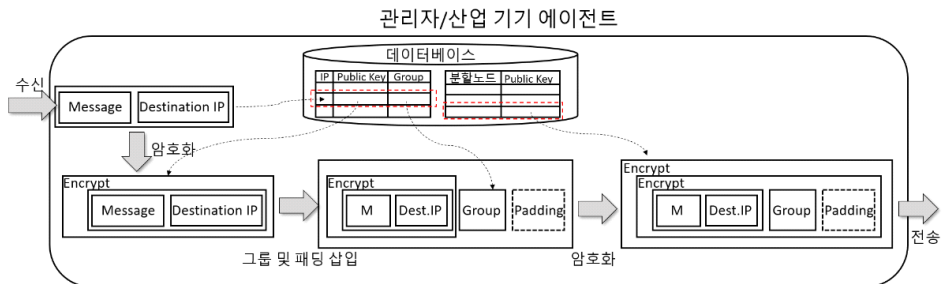 관리자/산업 기기 에이전트
데이터베이스
수신
IP Public Key Group
분할노드 Public Key
Message Destination IP
암호화
Encrypt
Message Destination IP
Encrypt
M Dest.IP Group Padding
Encrypt
Encrypt
M Dest.IP Group Padding
전송
그룹 및 패딩 삽입
암호화